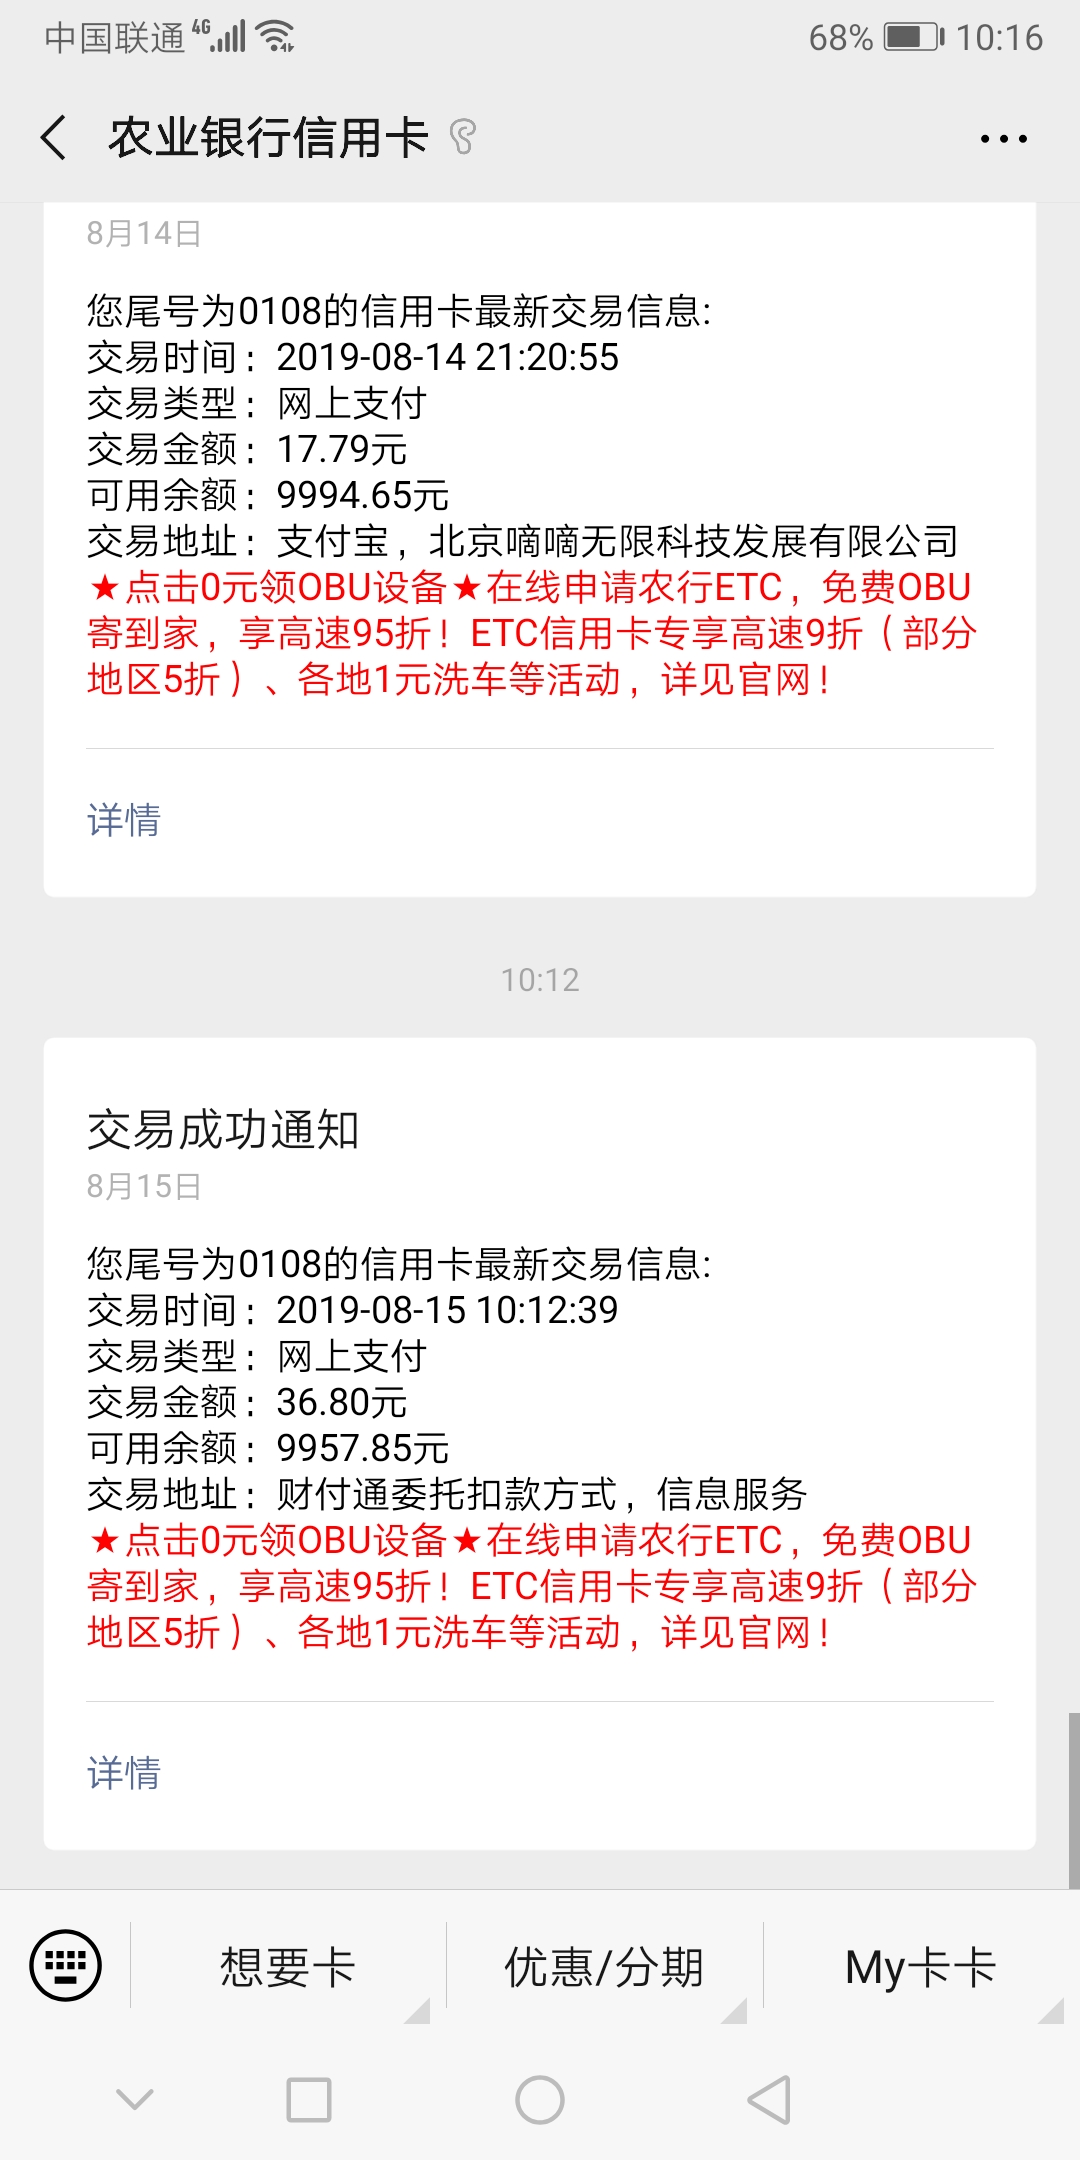 中国联通 4G 68% 10:16
农业银行信用卡
8月14日
您尾号为0108的信用卡最新交易信息:
交易时间：2019-08-14 21:20:55
交易类型：网上支付
交易金额：17.79元
可用余额：9994.65元
交易地址：支付宝，北京嘀嘀无限科技发展有限公司
★点击0元领OBU设备★在线申请农行ETC，免费OBU
寄到家，享高速95折！ETC信用卡专享高速9折（部分
地区5折）、各地1元洗车等活动，详见官网！
详情
10:12
交易成功通知
8月15日
您尾号为0108的信用卡最新交易信息:
交易时间：2019-08-15 10:12:39
交易类型：网上支付
交易金额：36.80元
可用余额：9957.85元
交易地址：财付通委托扣款方式，信息服务
★点击0元领OBU设备★在线申请农行ETC，免费OBU
寄到家，享高速95折！ETC信用卡专享高速9折（部分
地区5折）、各地1元洗车等活动，详见官网！
详情
想要卡 优惠/分期 My卡卡